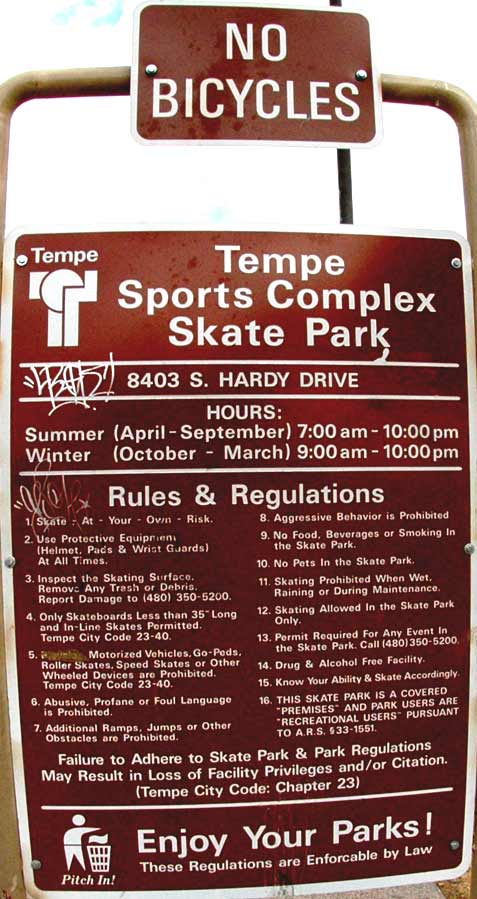 NO
BICYCLES
Tempe
Tempe
Sports Complex
Skate Park
8403 S. HARDY DRIVE
HOURS:
Summer (April - September) 7:00 am - 10:00 pm
Winter (October - March) 9:00 am - 10:00 pm
Rules & Regulations
1. Skate - At - Your - Own - Risk.
2. Use Protective Equipment
(Helmet, Pads & Wrist Guards)
At All Times.
3. Inspect the Skating Surface.
Remove Any Trash or Debris.
Report Damage to (480) 350-5200.
4. Only Skateboards Less than 35" Long
and In-Line Skates Permitted.
Tempe City Code 23-40.
5. Motorized Vehicles, Go-Peds,
Roller Skates, Speed Skates or Other
Wheeled Devices are Prohibited.
Tempe City Code 23-40.
6. Abusive, Profane or Foul Language
is Prohibited.
7. Additional Ramps, Jumps or Other
Obstacles are Prohibited.
8. Aggressive Behavior is Prohibited
9. No Food, Beverages or Smoking In
the Skate Park.
10. No Pets In the Skate Park.
11. Skating Prohibited When Wet,
Raining or During Maintenance.
12. Skating Allowed In the Skate Park
Only.
13. Permit Required For Any Event In
the Skate Park. Call (480) 350-5200.
14. Drug & Alcohol Free Facility.
15. Know Your Ability & Skate Accordingly.
16. THIS SKATE PARK IS A COVERED
"PREMISES" AND PARK USERS ARE
"RECREATIONAL USERS" PURSUANT
TO A.R.S. §33-1551.
Failure to Adhere to Skate Park & Park Regulations
May Result in Loss of Facility Privileges and/or Citation.
(Tempe City Code: Chapter 23)
Pitch In!
Enjoy Your Parks!
These Regulations are Enforcable by Law